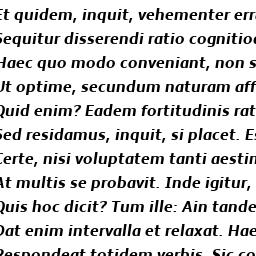 Et quidem, inquit, vehementer err
Sequitur disserendi ratio cognitio
Haec quo modo conveniant, non s
Ut optime, secundum naturam aff
Quid enim? Eadem fortitudinis rat
Sed residamus, inquit, si placet. Es
Certe, nisi voluptatem tanti aestin
At multis se probavit. Inde igitur,
Quis hoc dicit? Tum ille: Ain tande
Dat enim intervalla et relaxat. Hae
Respondeat totidem verbis. Sic co